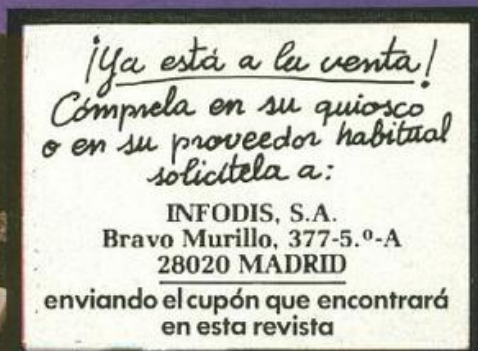 ¡Ya está a la venta!
Cómprela en su quiosco
o en su proveedor habitual
solicítela a:
INFODIS, S.A.
Bravo Murillo, 377-5.º-A
28020 MADRID
enviando el cupón que encontrará
en esta revista